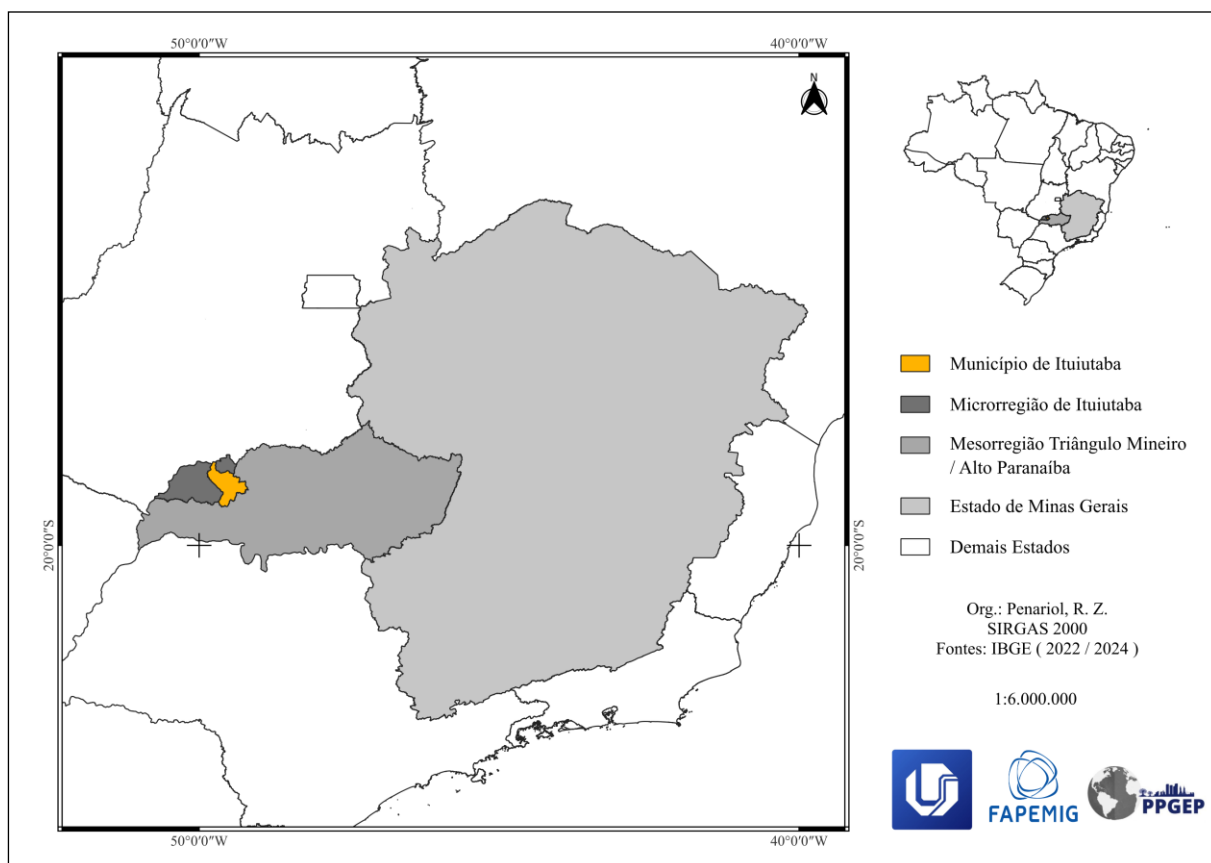 50°0'0"W
40°0'0"W
N
20°0'0"S
20°0'0"S
50°0'0"W
40°0'0"W
Município de Ituiutaba
Microrregião de Ituiutaba
Mesorregião Triângulo Mineiro
/ Alto Paranaíba
Estado de Minas Gerais
Demais Estados
Org.: Penariol, R. Z.
SIRGAS 2000
Fontes: IBGE ( 2022 / 2024 )
1:6.000.000
FAPEMIG
PPGEP